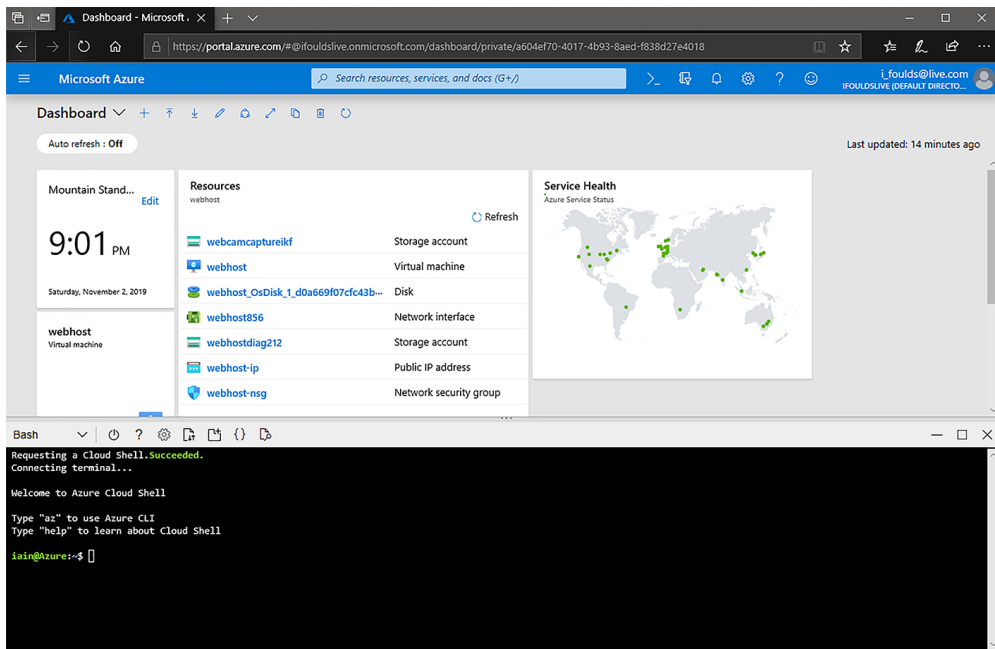 Dashboard - Microsoft A
https://portal.azure.com/#@ifouldslive.onmicrosoft.com/dashboard/private/a604ef70-4017-4b93-8aed-f838d27e4018
Microsoft Azure
Search resources, services, and docs (G+/)
i_foulds@live.com
IFOULDSLIVE (DEFAULT DIRECTO...
Dashboard
Auto refresh : Off
Last updated: 14 minutes ago
Mountain Stand...
Edit
9:01 PM
Saturday, November 2, 2019
webhost
Virtual machine
Resources
webhost
Refresh
webcamcaptureikf Storage account
webhost Virtual machine
webhost_OsDisk_1_d0a669f07cfc43b... Disk
webhost856 Network interface
webhostdiag212 Storage account
webhost-ip Public IP address
webhost-nsg Network security group
Service Health
Azure Service Status
Bash
Requesting a Cloud Shell.Succeeded.
Connecting terminal...
Welcome to Azure Cloud Shell
Type "az" to use Azure CLI
Type "help" to learn about Cloud Shell
iain@Azure:~$